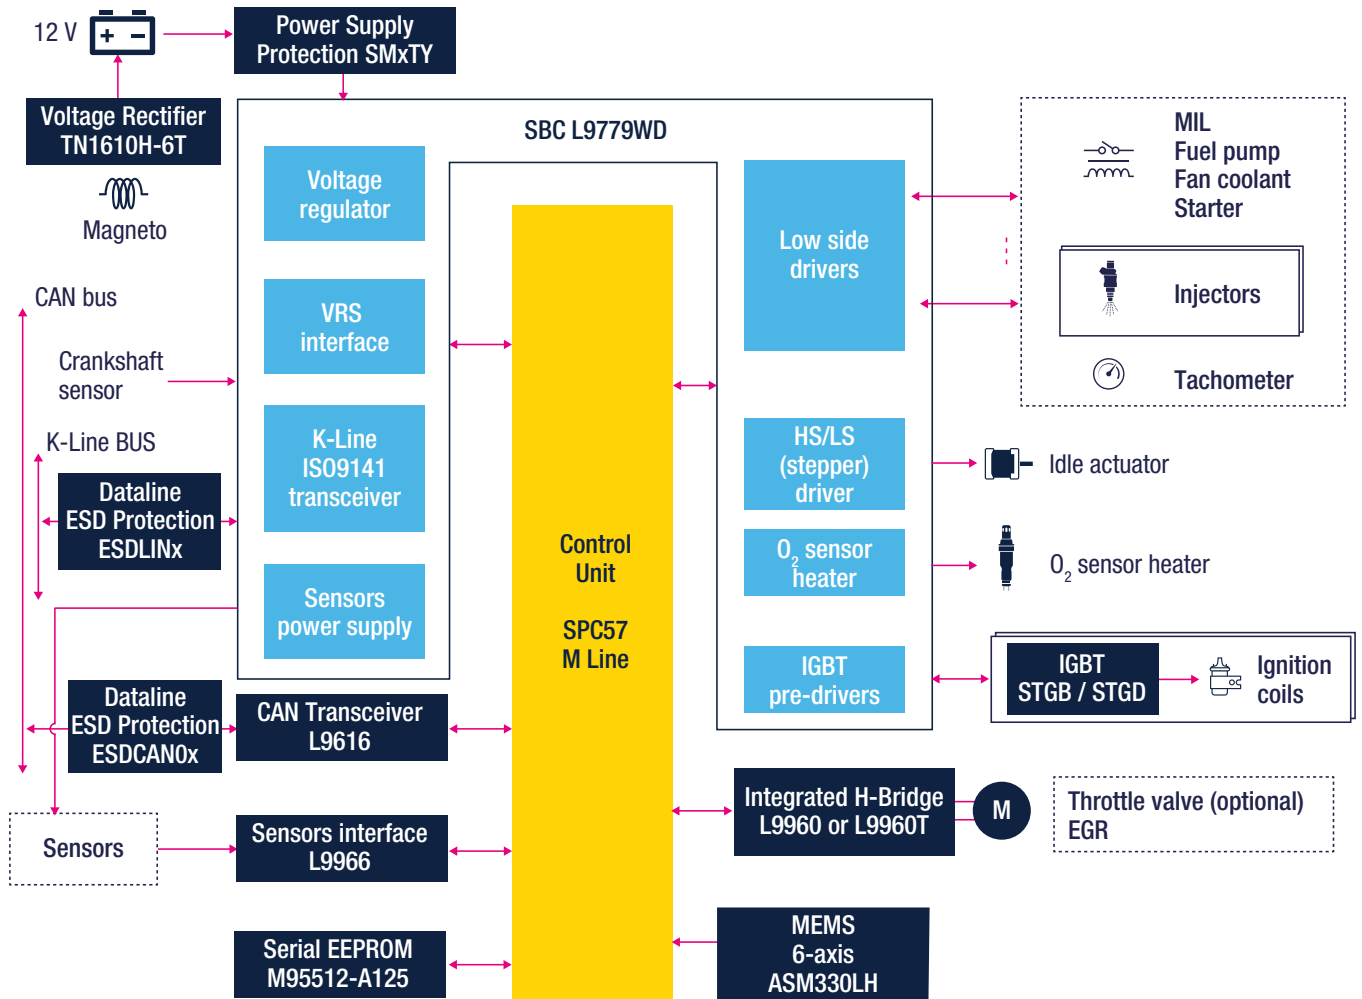 12 V
Power Supply
Protection SMxTY
Voltage Rectifier
TN1610H-6T
Magneto
CAN bus
Crankshaft
sensor
K-Line BUS
Dataline
ESD Protection
ESDLINx
Dataline
ESD Protection
ESDCAN0x
Sensors
SBC L9779WD
Voltage
regulator
VRS
interface
K-Line
ISO9141
transceiver
Sensors
power supply
CAN Transceiver
L9616
Sensors interface
L9966
Serial EEPROM
M95512-A125
Control
Unit
SPC57
M Line
Low side
drivers
HS/LS
(stepper)
driver
O2 sensor
heater
IGBT
pre-drivers
Integrated H-Bridge
L9960 or L9960T
M
MEMS
6-axis
ASM330LH
MIL
Fuel pump
Fan coolant
Starter
Injectors
Tachometer
Idle actuator
O2 sensor heater
IGBT
STGB / STGD
Ignition
coils
Throttle valve (optional)
EGR